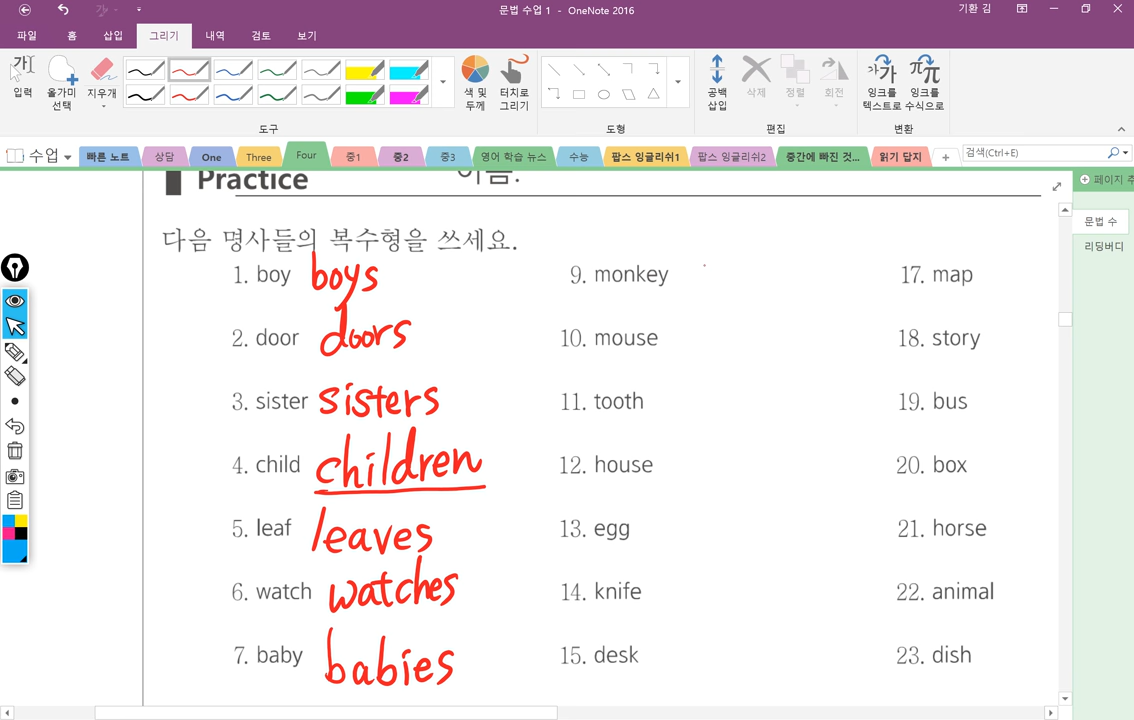 문법 수업 1 - OneNote 2016
기환 김
파일 홈 삽입 그리기 내역 검토 보기
입력
올가미 선택
지우개
색 및 두께
터치로 그리기
공백 삽입
삭제
정렬
회전
잉크를 텍스트로
잉크를 수식으로
도구 도형 편집 변환
수업 빠른 노트 상담 One Three Four 중1 중2 중3 영어 학습 뉴스 수능 팝스 잉글리쉬1 팝스 잉글리쉬2 중간에 빠진 것... 읽기 답지 + 검색(Ctrl+E)
Practice 이름:
페이지 추
문법 수
리딩버디
다음 명사들의 복수형을 쓰세요.
1. boy boys 9. monkey 17. map
2. door doors 10. mouse 18. story
3. sister sisters 11. tooth 19. bus
4. child children 12. house 20. box
5. leaf leaves 13. egg 21. horse
6. watch watches 14. knife 22. animal
7. baby babies 15. desk 23. dish